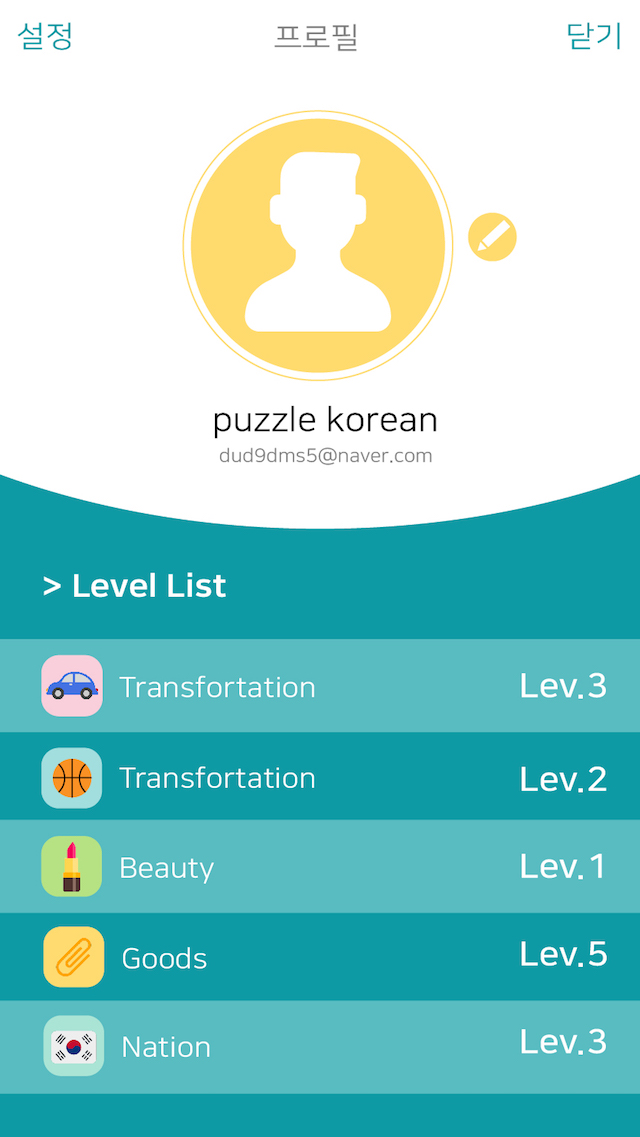 설정 프로필 닫기
puzzle korean
dud9dms5@naver.com
> Level List
Transfortation Lev.3
Transfortation Lev.2
Beauty Lev.1
Goods Lev.5
Nation Lev.3